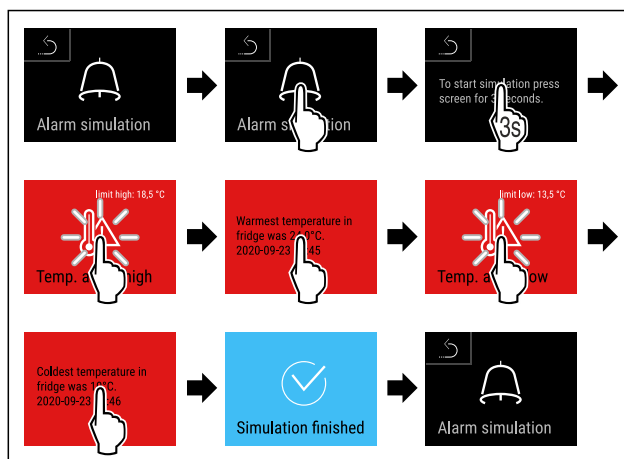 Alarm simulation
Alarm
To start simulation press
screen for 3 seconds.
3s
limit high: 18,5 °C
Temp. high
Warmest temperature in
fridge was
2020-09-23 45
limit low: 13,5 °C
Temp.
Coldest temperature in
fridge was
2020-09-23 46
Simulation finished
Alarm simulation